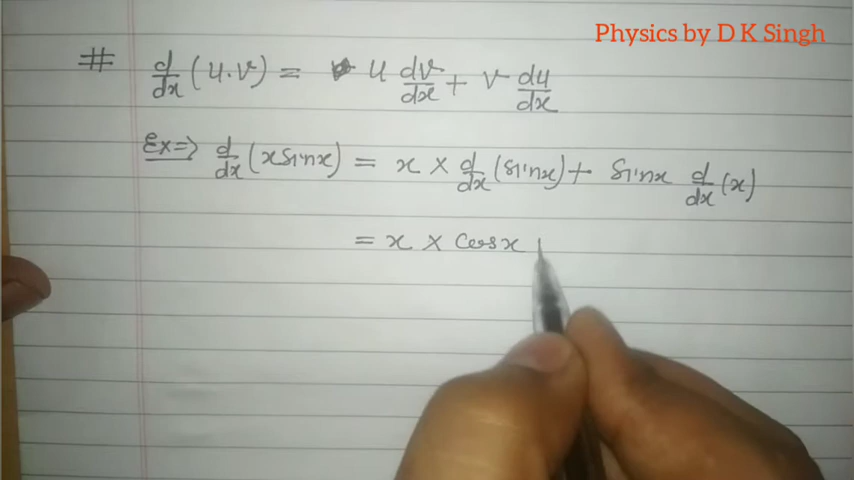 Physics by D K Singh
# d/dx (u.v) = u dv/dx + v du/dx
Ex=> d/dx (x sinx) = x × d/dx (sinx) + sinx d/dx (x)
= x × cosx